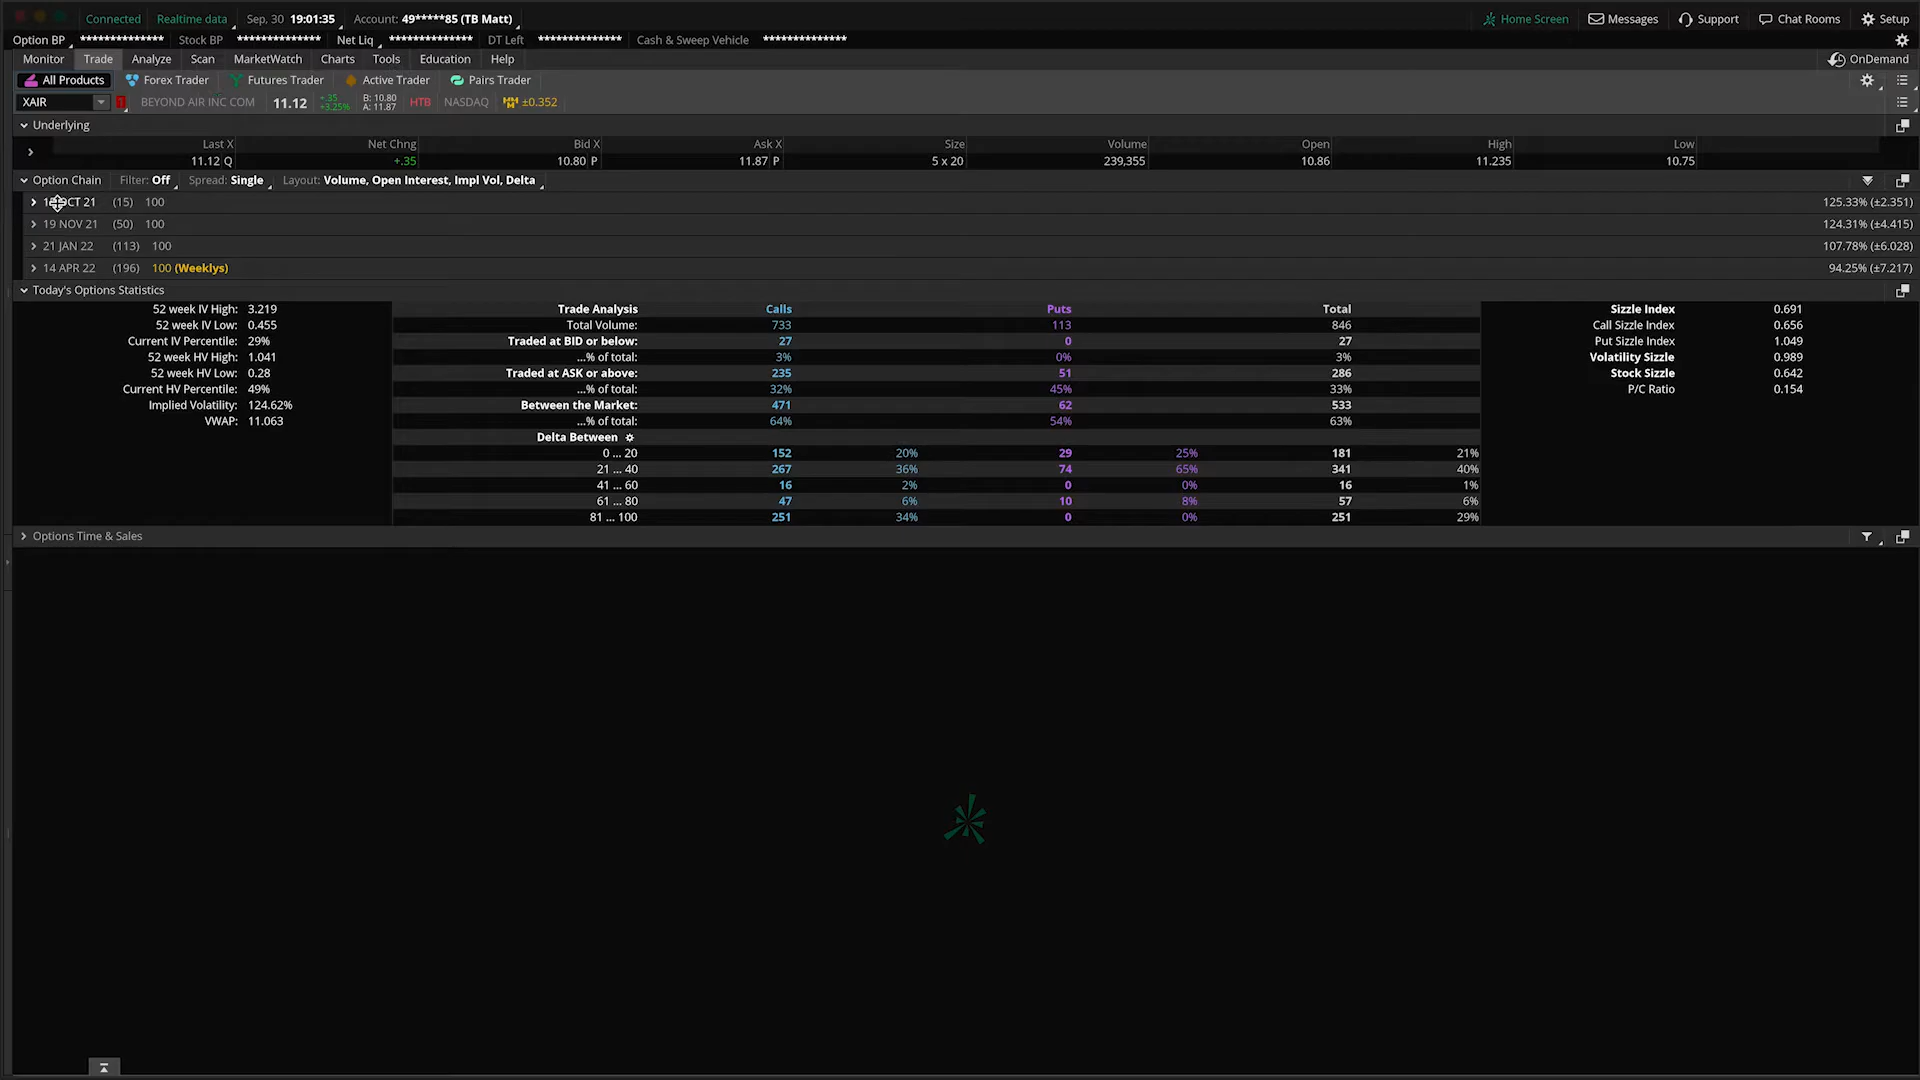 Connected Realtime data Sep, 30 19:01:35 Account: 49*****85 (TB Matt) Home Screen Messages Support Chat Rooms Setup
Option BP ************** Stock BP ************** Net Liq ************** DT Left ************** Cash & Sweep Vehicle **************
Monitor Trade Analyze Scan MarketWatch Charts Tools Education Help OnDemand
All Products Forex Trader Futures Trader Active Trader Pairs Trader
XAIR BEYOND AIR INC COM 11.12 +.35 +3.25% B: 10.80 A: 11.87 HTB NASDAQ ±0.352
Underlying
Last X Net Chng Bid X Ask X Size Volume Open High Low
11.12 Q +.35 10.80 P 11.87 P 5 x 20 239,355 10.86 11.235 10.75
Option Chain Filter: Off Spread: Single Layout: Volume, Open Interest, Impl Vol, Delta
21 (15) 100 125.33% (±2.351)
19 NOV 21 (50) 100 124.31% (±4.415)
21 JAN 22 (113) 100 107.78% (±6.028)
14 APR 22 (196) 100 (Weeklys) 94.25% (±7.217)
Today's Options Statistics
52 week IV High: 3.219 Trade Analysis Calls Puts Total Sizzle Index 0.691
52 week IV Low: 0.455 Total Volume: 733 113 846 Call Sizzle Index 0.656
Current IV Percentile: 29% Traded at BID or below: 27 0 27 Put Sizzle Index 1.049
52 week HV High: 1.041 ...% of total: 3% 0% 3% Volatility Sizzle 0.989
52 week HV Low: 0.28 Traded at ASK or above: 235 51 286 Stock Sizzle 0.642
Current HV Percentile: 49% ...% of total: 32% 45% 33% P/C Ratio 0.154
Implied Volatility: 124.62% Between the Market: 471 62 533
VWAP: 11.063 ...% of total: 64% 54% 63%
Delta Between
0 ... 20 152 20% 29 25% 181 21%
21 ... 40 267 36% 74 65% 341 40%
41 ... 60 16 2% 0 0% 16 1%
61 ... 80 47 6% 10 8% 57 6%
81 ... 100 251 34% 0 0% 251 29%
Options Time & Sales